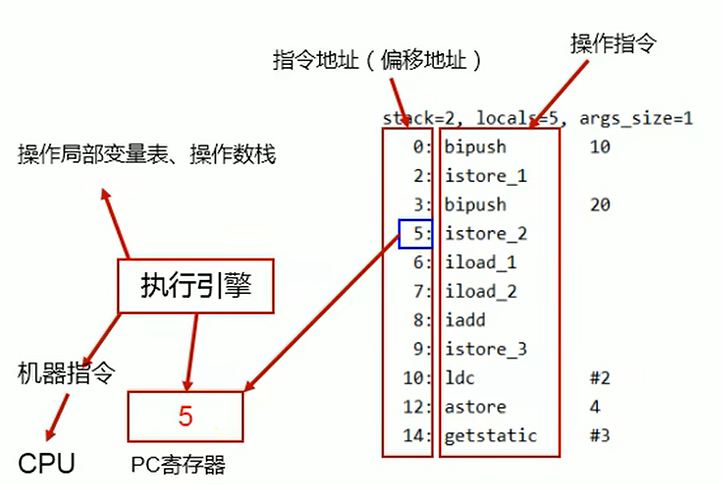 指令地址（偏移地址）
操作指令
stack=2, locals=5, args_size=1
0: bipush 10
2: istore_1
3: bipush 20
5: istore_2
6: iload_1
7: iload_2
8: iadd
9: istore_3
10: ldc #2
12: astore 4
14: getstatic #3
操作局部变量表、操作数栈
执行引擎
机器指令
CPU
5
PC寄存器